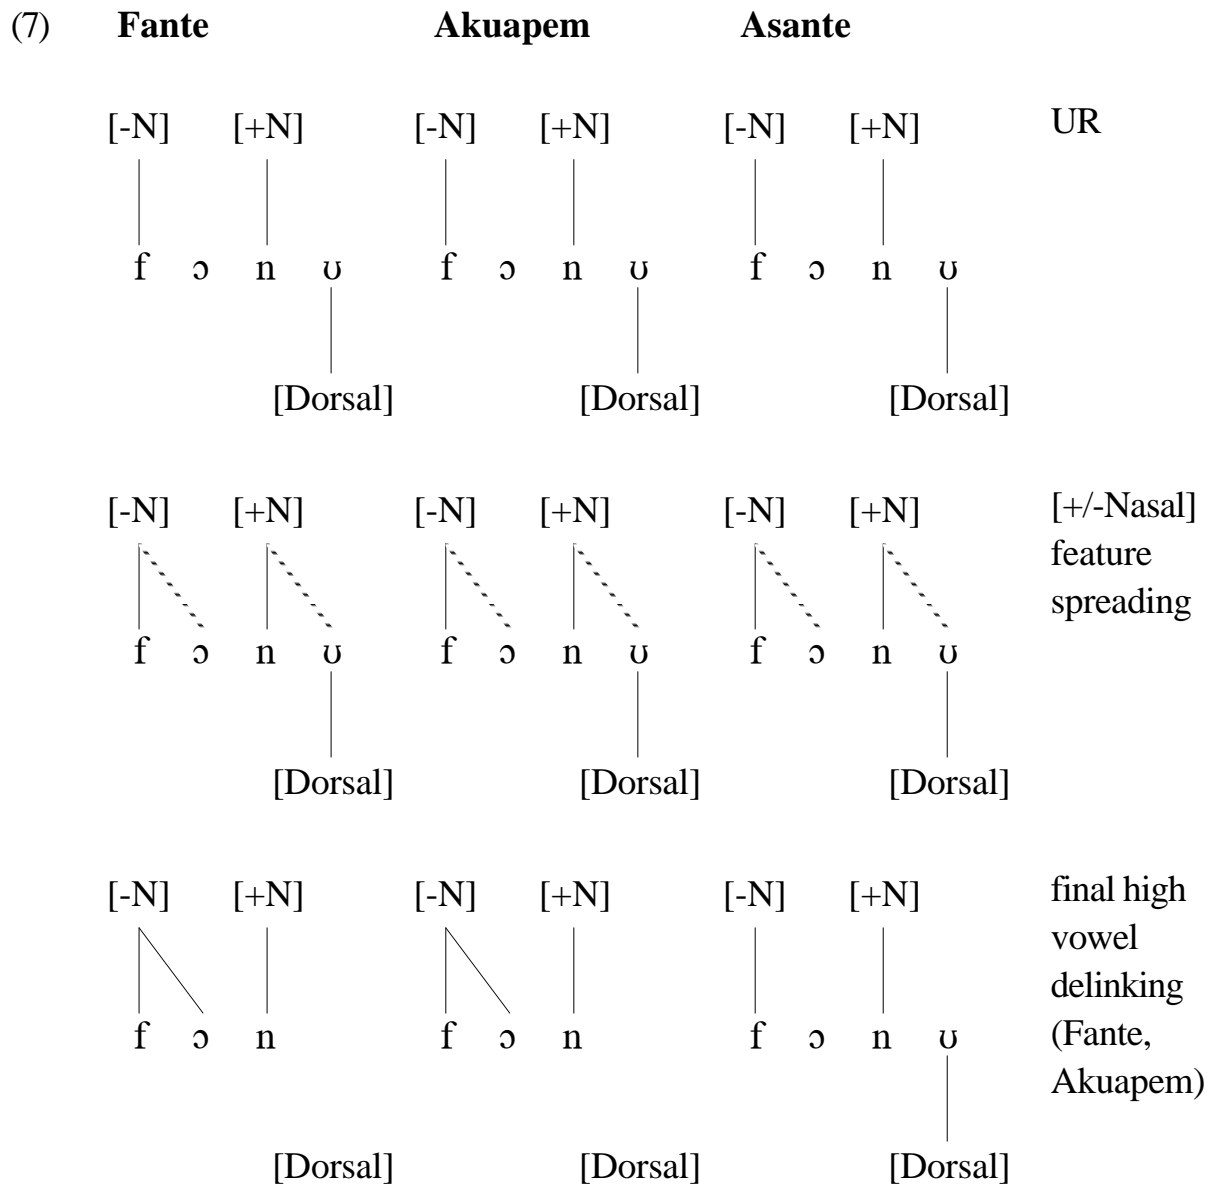 (7) Fante Akuapem Asante
[-N] [+N] [-N] [+N] [-N] [+N] UR
f ɔ n ʊ f ɔ n ʊ f ɔ n ʊ
[Dorsal] [Dorsal] [Dorsal]
[-N] [+N] [-N] [+N] [-N] [+N] [+/-Nasal]
feature
spreading
f ɔ n ʊ f ɔ n ʊ f ɔ n ʊ
[Dorsal] [Dorsal] [Dorsal]
[-N] [+N] [-N] [+N] [-N] [+N] final high
vowel
delinking
f ɔ n f ɔ n f ɔ n ʊ (Fante,
Akuapem)
[Dorsal] [Dorsal] [Dorsal]